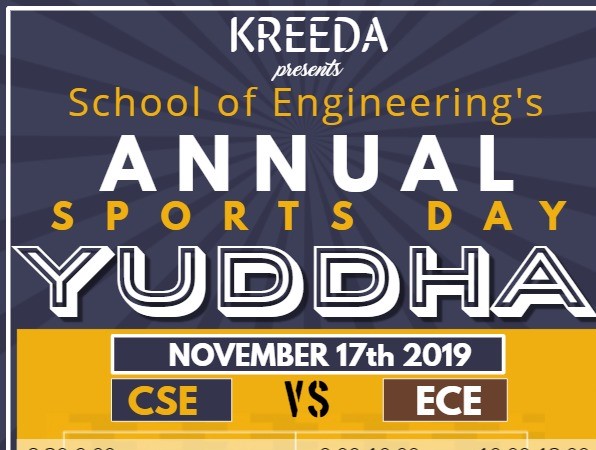 KREEDA
presents
School of Engineering's
ANNUAL
SPORTS DAY
YUDDHA
NOVEMBER 17th 2019
CSE VS ECE